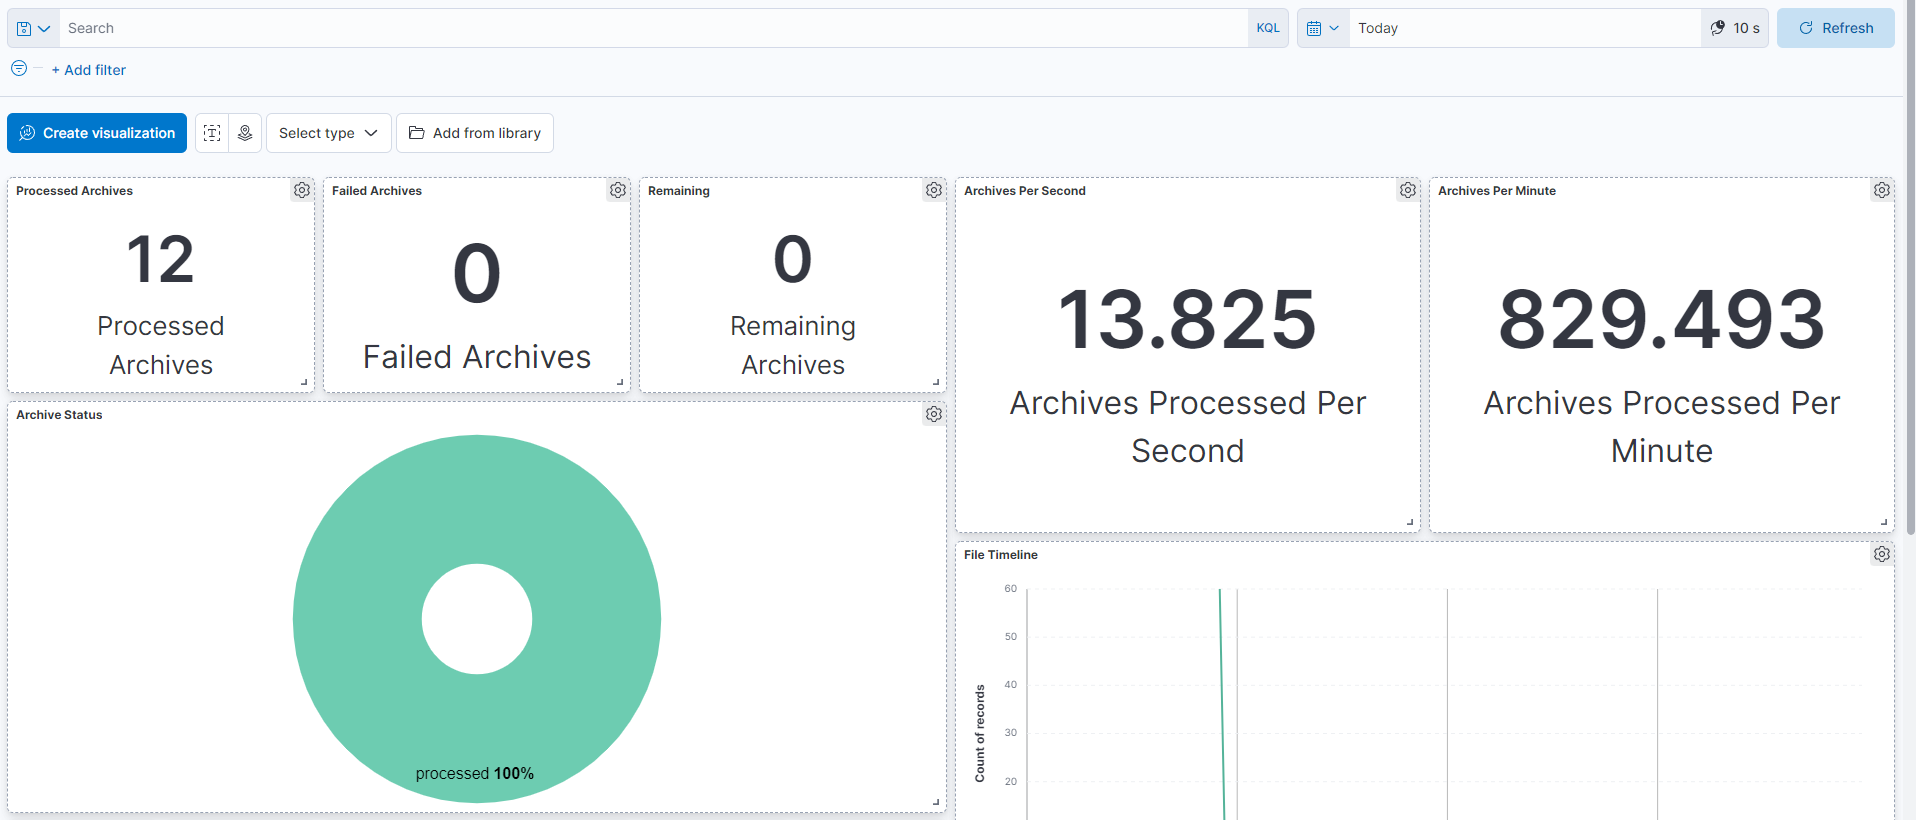 Search
KQL
Today
10 s
Refresh
+ Add filter
Create visualization
Select type
Add from library
Processed Archives
12
Processed
Archives
Failed Archives
0
Failed Archives
Remaining
0
Remaining
Archives
Archives Per Second
13.825
Archives Processed Per
Second
Archives Per Minute
829.493
Archives Processed Per
Minute
Archive Status
processed 100%
File Timeline
60
50
40
30
20
Count of records